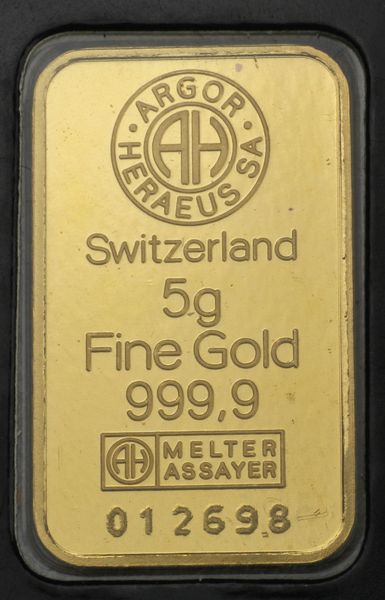 ARGOR
AH
HERAEUS SA
Switzerland
5g
Fine Gold
999,9
AH MELTER
ASSAYER
012698